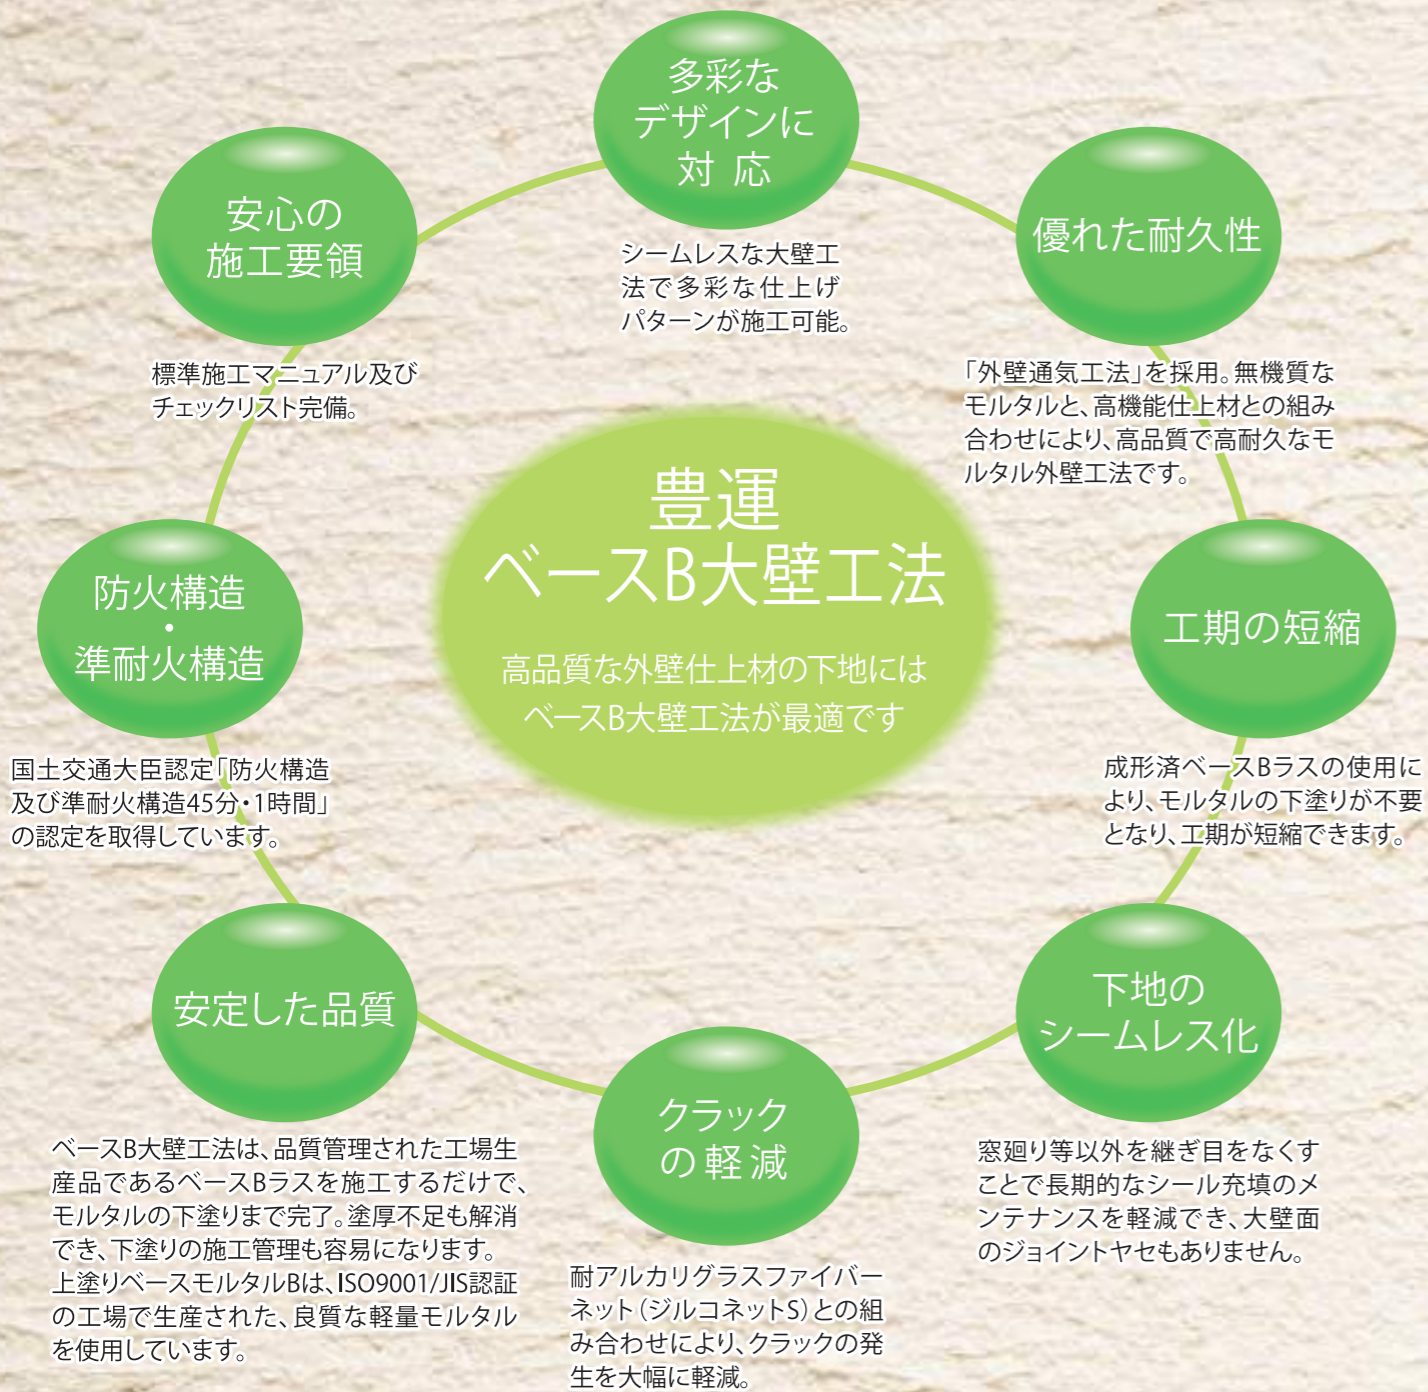 多彩な
デザインに
対 応
シームレスな大壁工
法で多彩な仕上げ
パターンが施工可能。
優れた耐久性
「外壁通気工法」を採用。無機質な
モルタルと、高機能仕上材との組み
合わせにより、高品質で高耐久なモ
ルタル外壁工法です。
工期の短縮
成形済ベースBラスの使用に
より、モルタルの下塗りが不要
となり、工期が短縮できます。
下地の
シームレス化
窓廻り等以外を継ぎ目をなくす
ことで長期的なシール充填のメ
ンテナンスを軽減でき、大壁面
のジョイントヤセもありません。
クラック
の軽減
耐アルカリグラスファイバー
ネット(ジルコネットS)との組
み合わせにより、クラックの発
生を大幅に軽減。
安定した品質
ベースB大壁工法は、品質管理された工場生
産品であるベースBラスを施工するだけで、
モルタルの下塗りまで完了。塗厚不足も解消
でき、下塗りの施工管理も容易になります。
上塗りベースモルタルBは、ISO9001/JIS認証
の工場で生産された、良質な軽量モルタル
を使用しています。
防火構造
・
準耐火構造
国土交通大臣認定「防火構造
及び準耐火構造45分・1時間」
の認定を取得しています。
安心の
施工要領
標準施工マニュアル及び
チェックリスト完備。
豊運
ベースB大壁工法
高品質な外壁仕上材の下地には
ベースB大壁工法が最適です